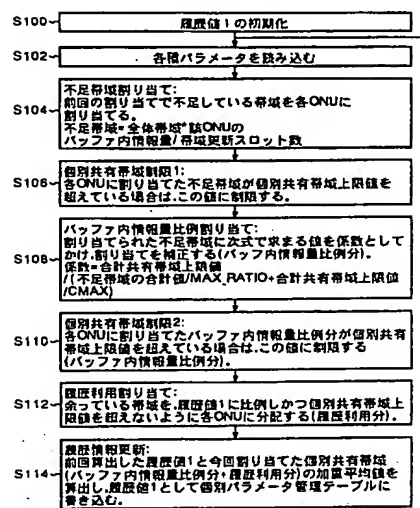 S100
履歴値1の初期化
S102
各種パラメータを読み込む
S104
不足帯域割り当て:
前回の割り当てで不足している帯域を各ONUに
割り当てる。
不足帯域=全体帯域*該ONUの
バッファ内情報量/帯域更新スロット数
S106
個別共有帯域制限1:
各ONUに割り当てた不足帯域が個別共有帯域上限値を
超えている場合は、この値に制限する。
S108
バッファ内情報量比例割り当て:
割り当てられた不足帯域に次式で求まる値を係数として
かけ、割り当てを補正する(バッファ内情報量比例分)。
係数=合計共有帯域上限値
/(不足帯域の合計値/MAX_RATIO+合計共有帯域上限値
/CMAX)
S110
個別共有帯域制限2:
各ONUに割り当てたバッファ内情報量比例分が個別共有
帯域上限値を超えている場合は、この値に制限する
(バッファ内情報量比例分)。
S112
履歴利用割り当て:
余っている帯域を、履歴値1に比例しかつ個別共有帯域上
限値を超えないように各ONUに分配する(履歴利用分)。
S114
履歴情報更新:
前回算出した履歴値1と今回割り当てた個別共有帯域
(バッファ内情報量比例分+履歴利用分)の加重平均値を
算出し、履歴値1として個別パラメータ管理テーブルに
書き込む。